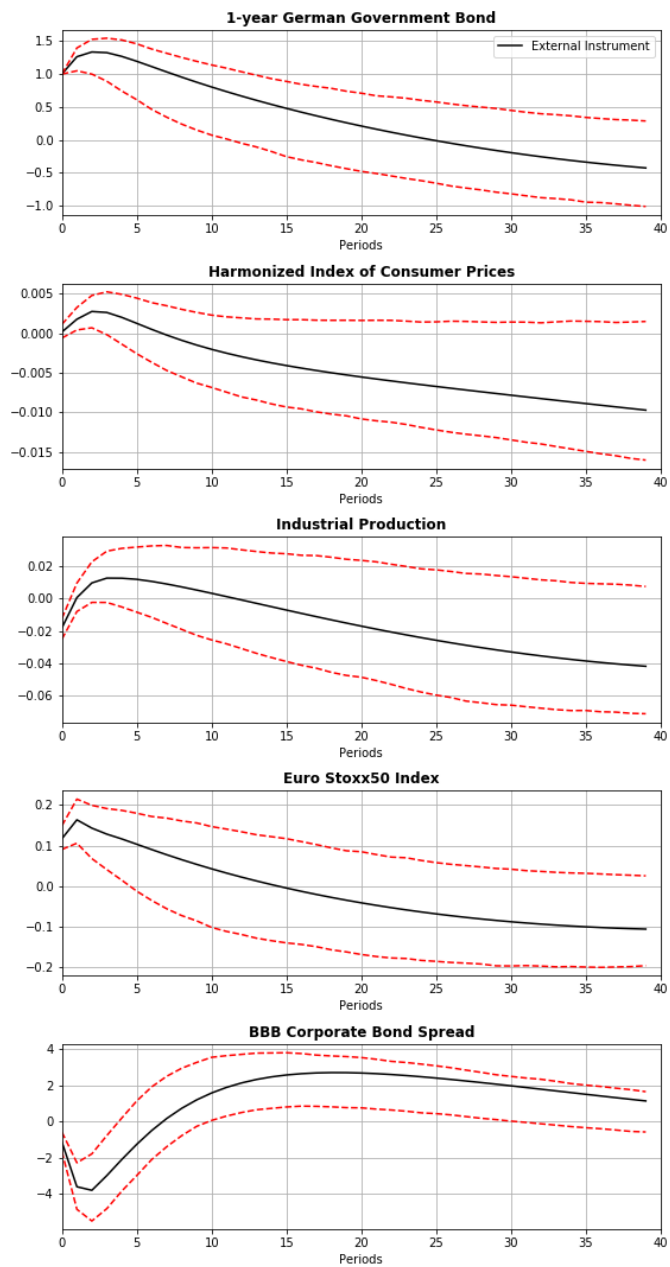 1-year German Government Bond
External Instrument
1.5
1.0
0.5
0.0
−0.5
−1.0
0 5 10 15 20 25 30 35 40
Periods
Harmonized Index of Consumer Prices
0.005
0.000
−0.005
−0.010
−0.015
0 5 10 15 20 25 30 35 40
Periods
Industrial Production
0.02
0.00
−0.02
−0.04
−0.06
0 5 10 15 20 25 30 35 40
Periods
Euro Stoxx50 Index
0.2
0.1
0.0
−0.1
−0.2
0 5 10 15 20 25 30 35 40
Periods
BBB Corporate Bond Spread
4
2
0
−2
−4
0 5 10 15 20 25 30 35 40
Periods